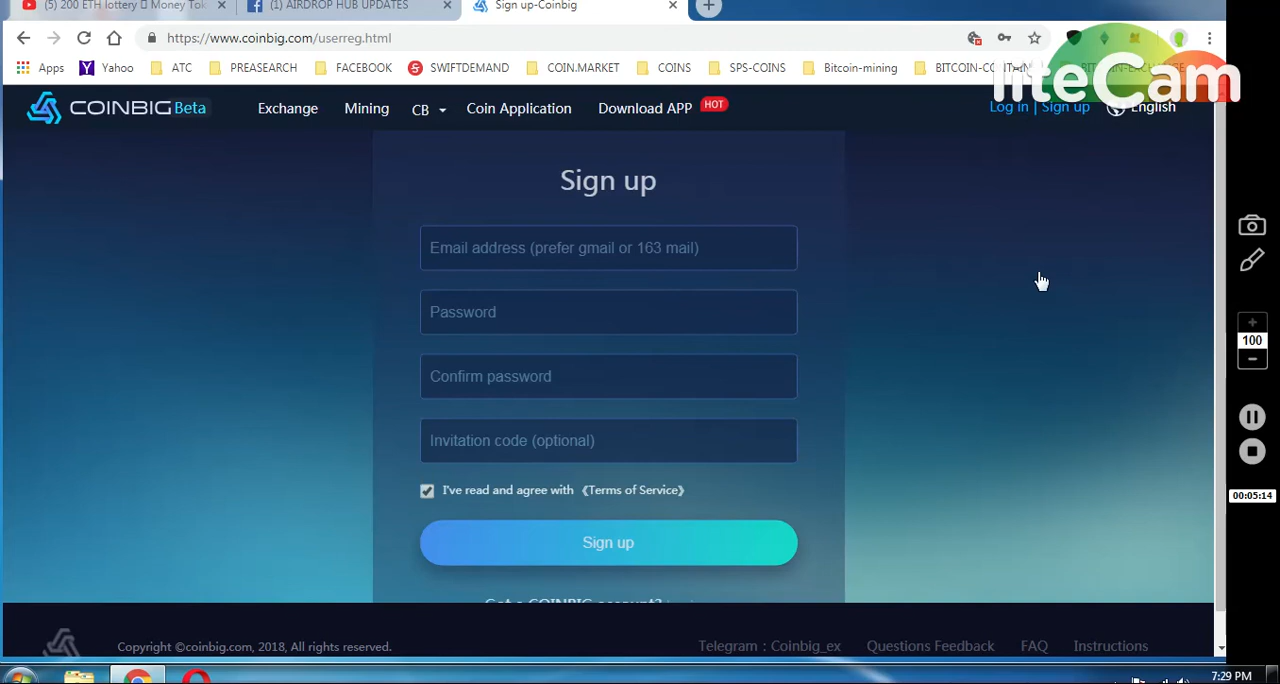 (5) 200 ETH lottery Money Tok
(1) AIRDROP HUB UPDATES
Sign up-Coinbig
https://www.coinbig.com/userreg.html
Apps Yahoo ATC PREASEARCH FACEBOOK SWIFTDEMAND COIN.MARKET COINS SPS-COINS Bitcoin-mining
liteCam
COINBIG Beta Exchange Mining CB Coin Application Download APP HOT Log in | Sign up English
Sign up
Email address (prefer gmail or 163 mail)
Password
Confirm password
Invitation code (optional)
I've read and agree with 《Terms of Service》
Sign up
Got a COINBIG account?
Copyright ©coinbig.com, 2018, All rights reserved. Telegram : Coinbig_ex Questions Feedback FAQ Instructions
100
00:05:14
7:29 PM